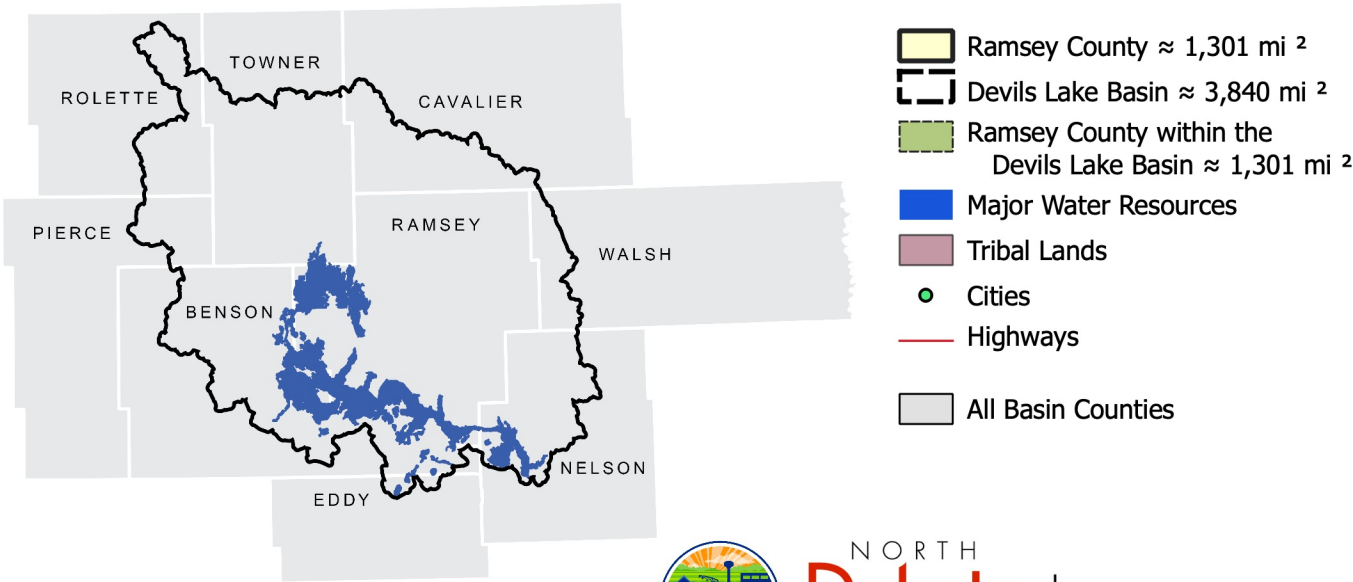 TOWNER
ROLETTE
CAVALIER
RAMSEY
PIERCE
WALSH
BENSON
NELSON
EDDY
Ramsey County ≈ 1,301 mi ²
Devils Lake Basin ≈ 3,840 mi ²
Ramsey County within the
Devils Lake Basin ≈ 1,301 mi ²
Major Water Resources
Tribal Lands
Cities
Highways
All Basin Counties
NORTH